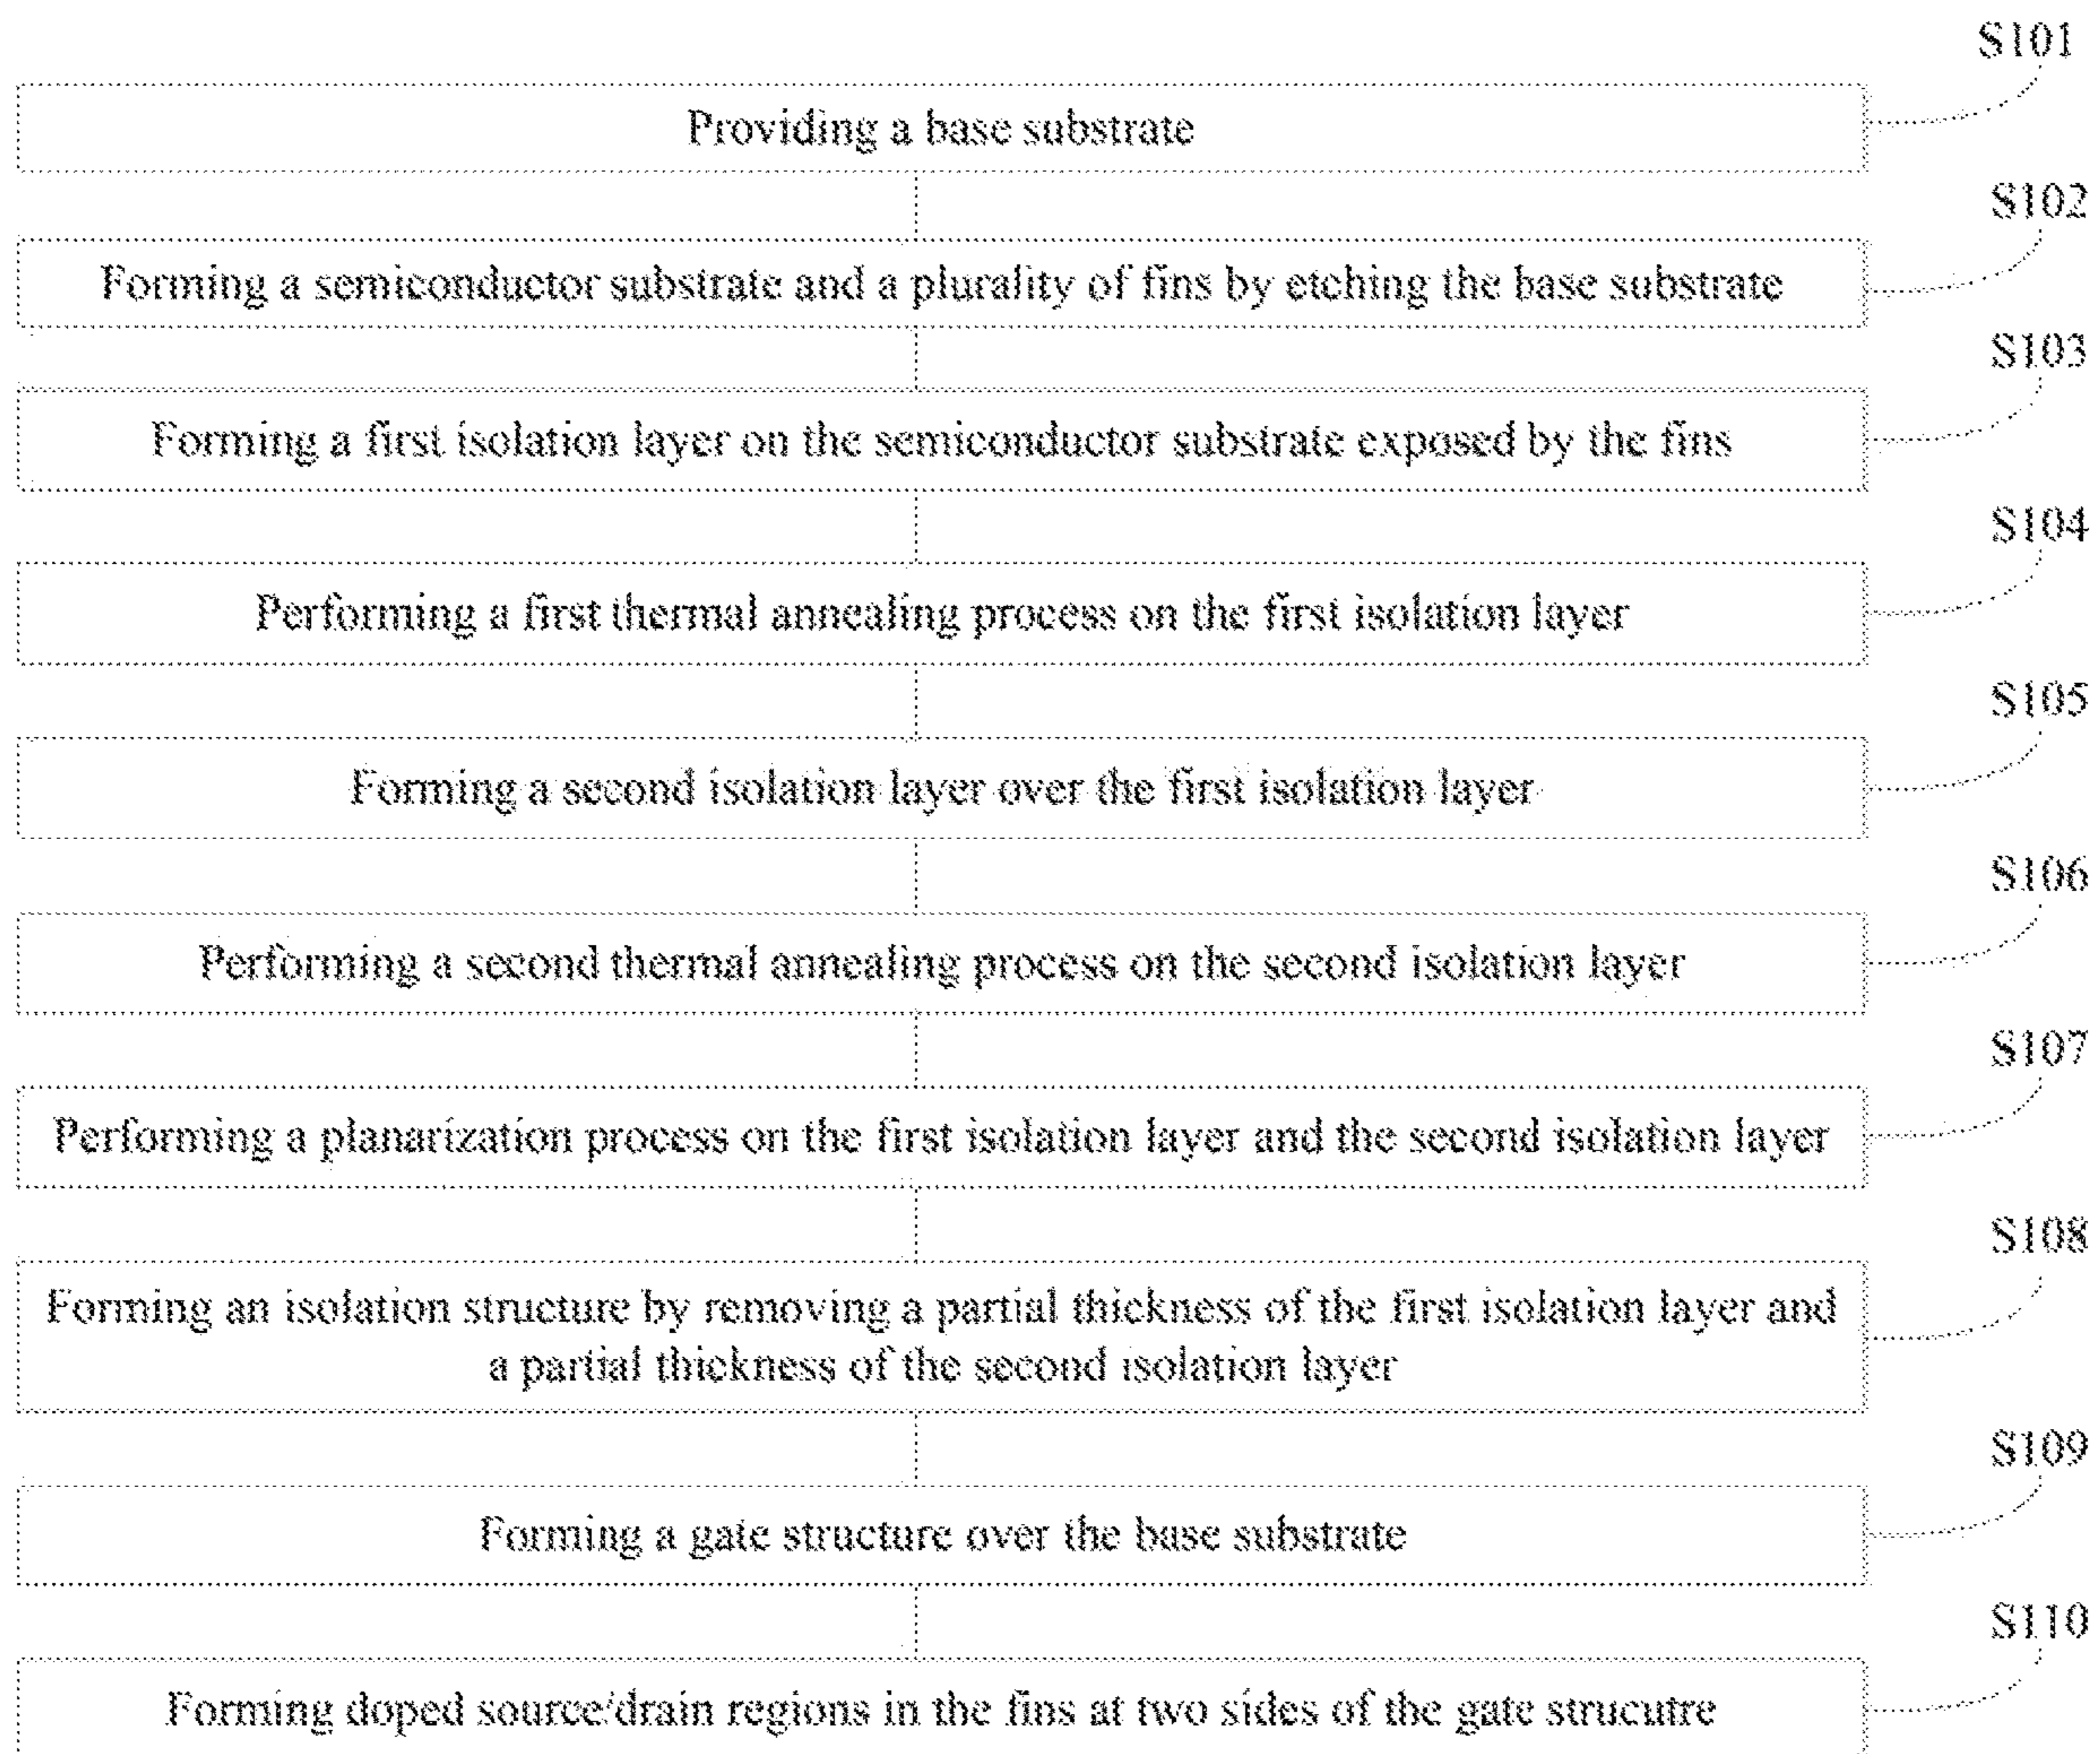 S101
Providing a base substrate
S102
Forming a semiconductor substrate and a plurality of fins by etching the base substrate
S103
Forming a first isolation layer on the semiconductor substrate exposed by the fins
S104
Performing a first thermal annealing process on the first isolation layer
S105
Forming a second isolation layer over the first isolation layer
S106
Performing a second thermal annealing process on the second isolation layer
S107
Performing a planarization process on the first isolation layer and the second isolation layer
S108
Forming an isolation structure by removing a partial thickness of the first isolation layer and
a partial thickness of the second isolation layer
S109
Forming a gate structure over the base substrate
S110
Forming doped source/drain regions in the fins at two sides of the gate strucutre